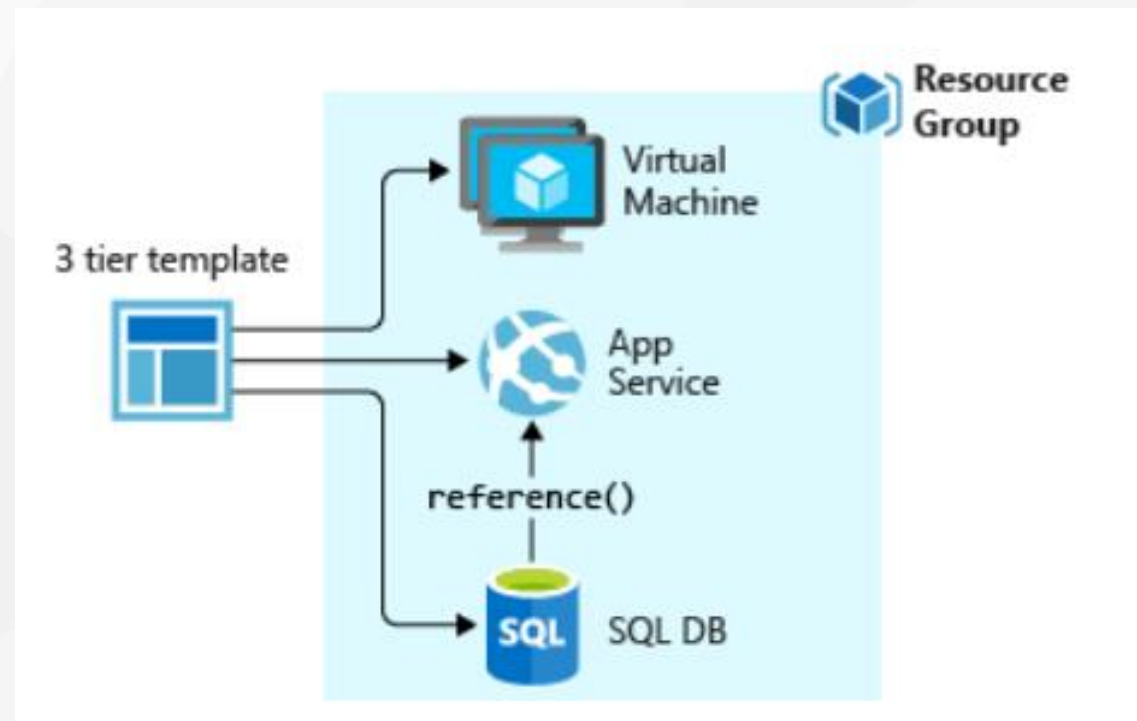 Resource
Group
Virtual
Machine
3 tier template
App
Service
reference()
SQL
SQL DB